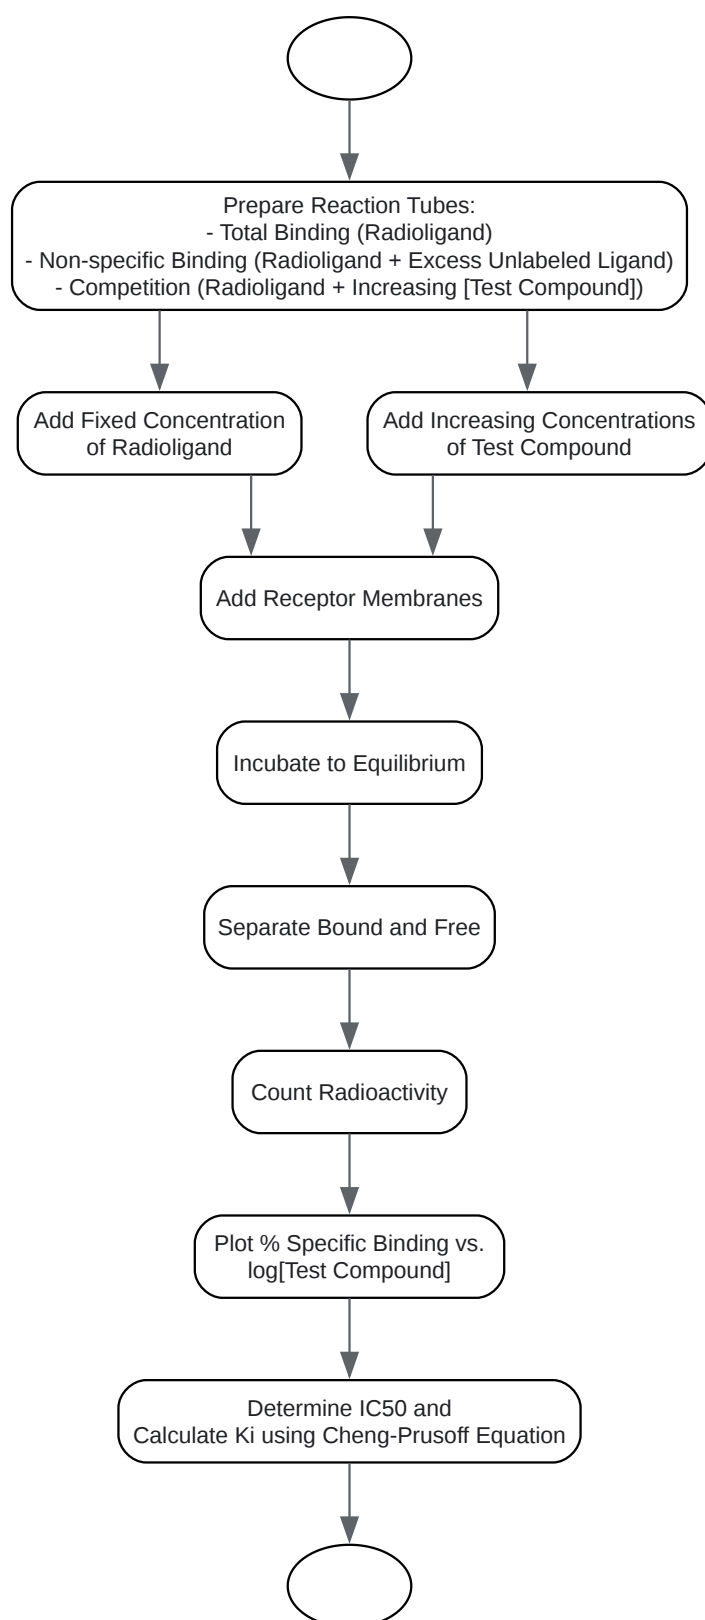 Prepare Reaction Tubes:
- Total Binding (Radioligand)
- Non-specific Binding (Radioligand + Excess Unlabeled Ligand)
- Competition (Radioligand + Increasing [Test Compound])
Add Fixed Concentration
of Radioligand
Add Increasing Concentrations
of Test Compound
Add Receptor Membranes
Incubate to Equilibrium
Separate Bound and Free
Count Radioactivity
Plot % Specific Binding vs.
log[Test Compound]
Determine IC50 and
Calculate Ki using Cheng-Prusoff Equation